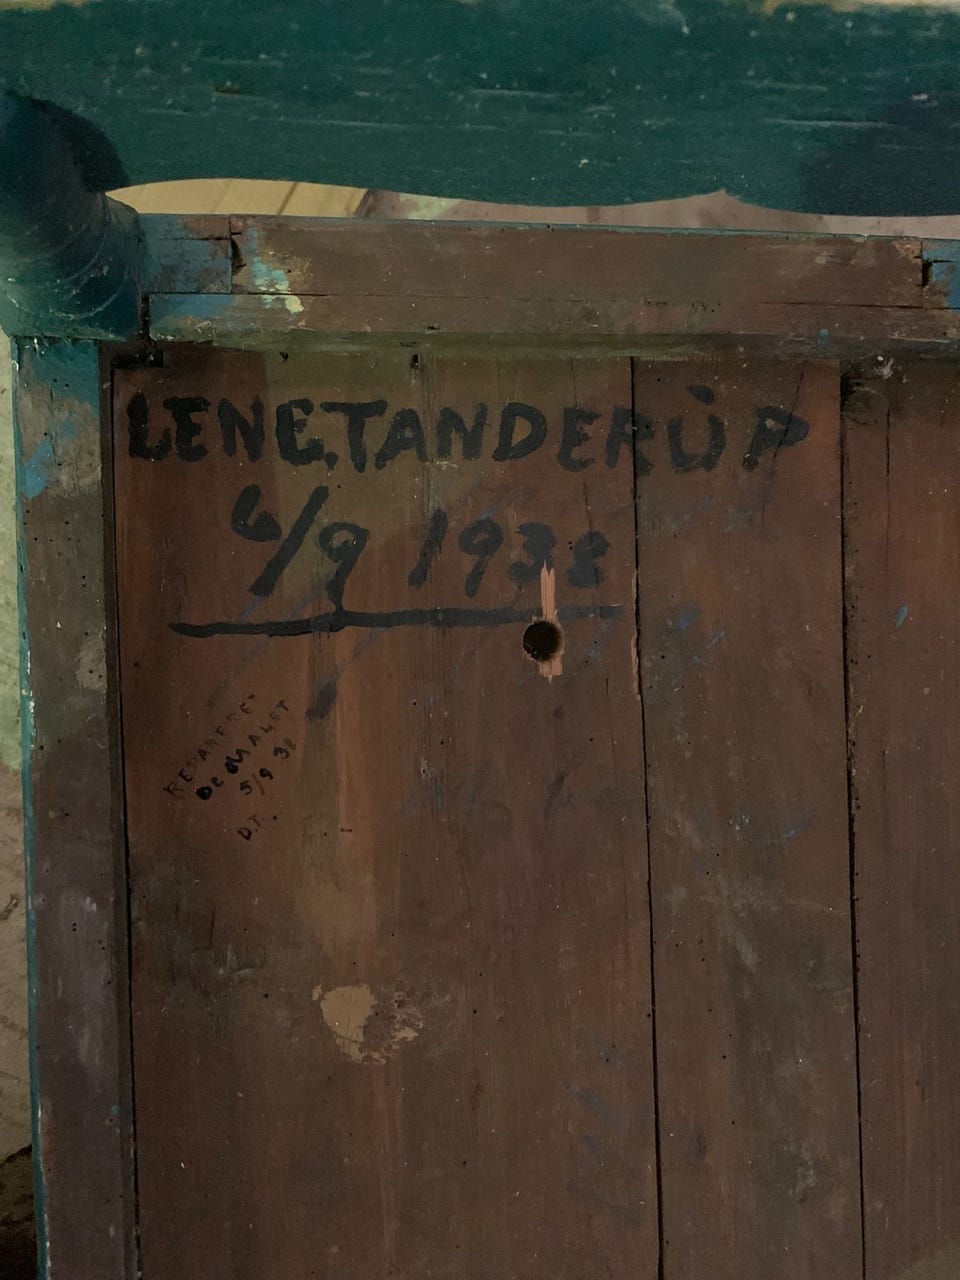 LENE.TANDERUP
6/9 1938
REPARERET
OG MALET
5/9 38
D.T.